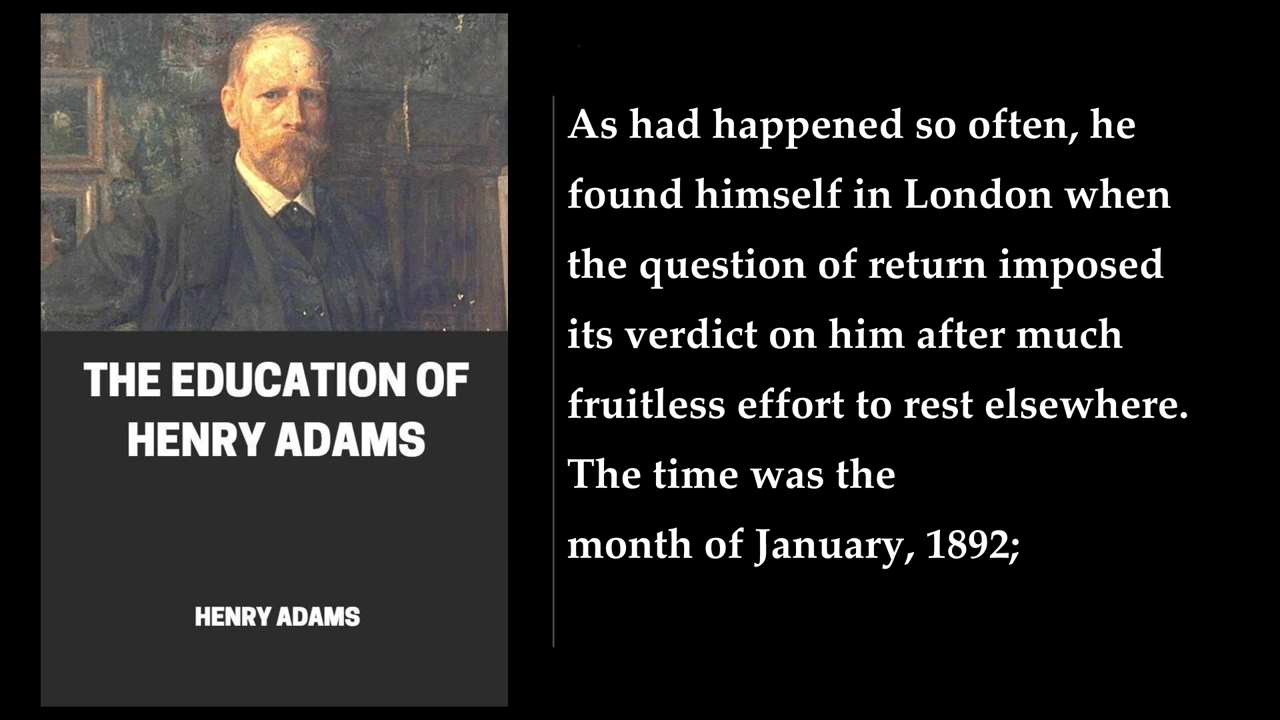 THE EDUCATION OF
HENRY ADAMS
HENRY ADAMS
As had happened so often, he
found himself in London when
the question of return imposed
its verdict on him after much
fruitless effort to rest elsewhere.
The time was the
month of January, 1892;